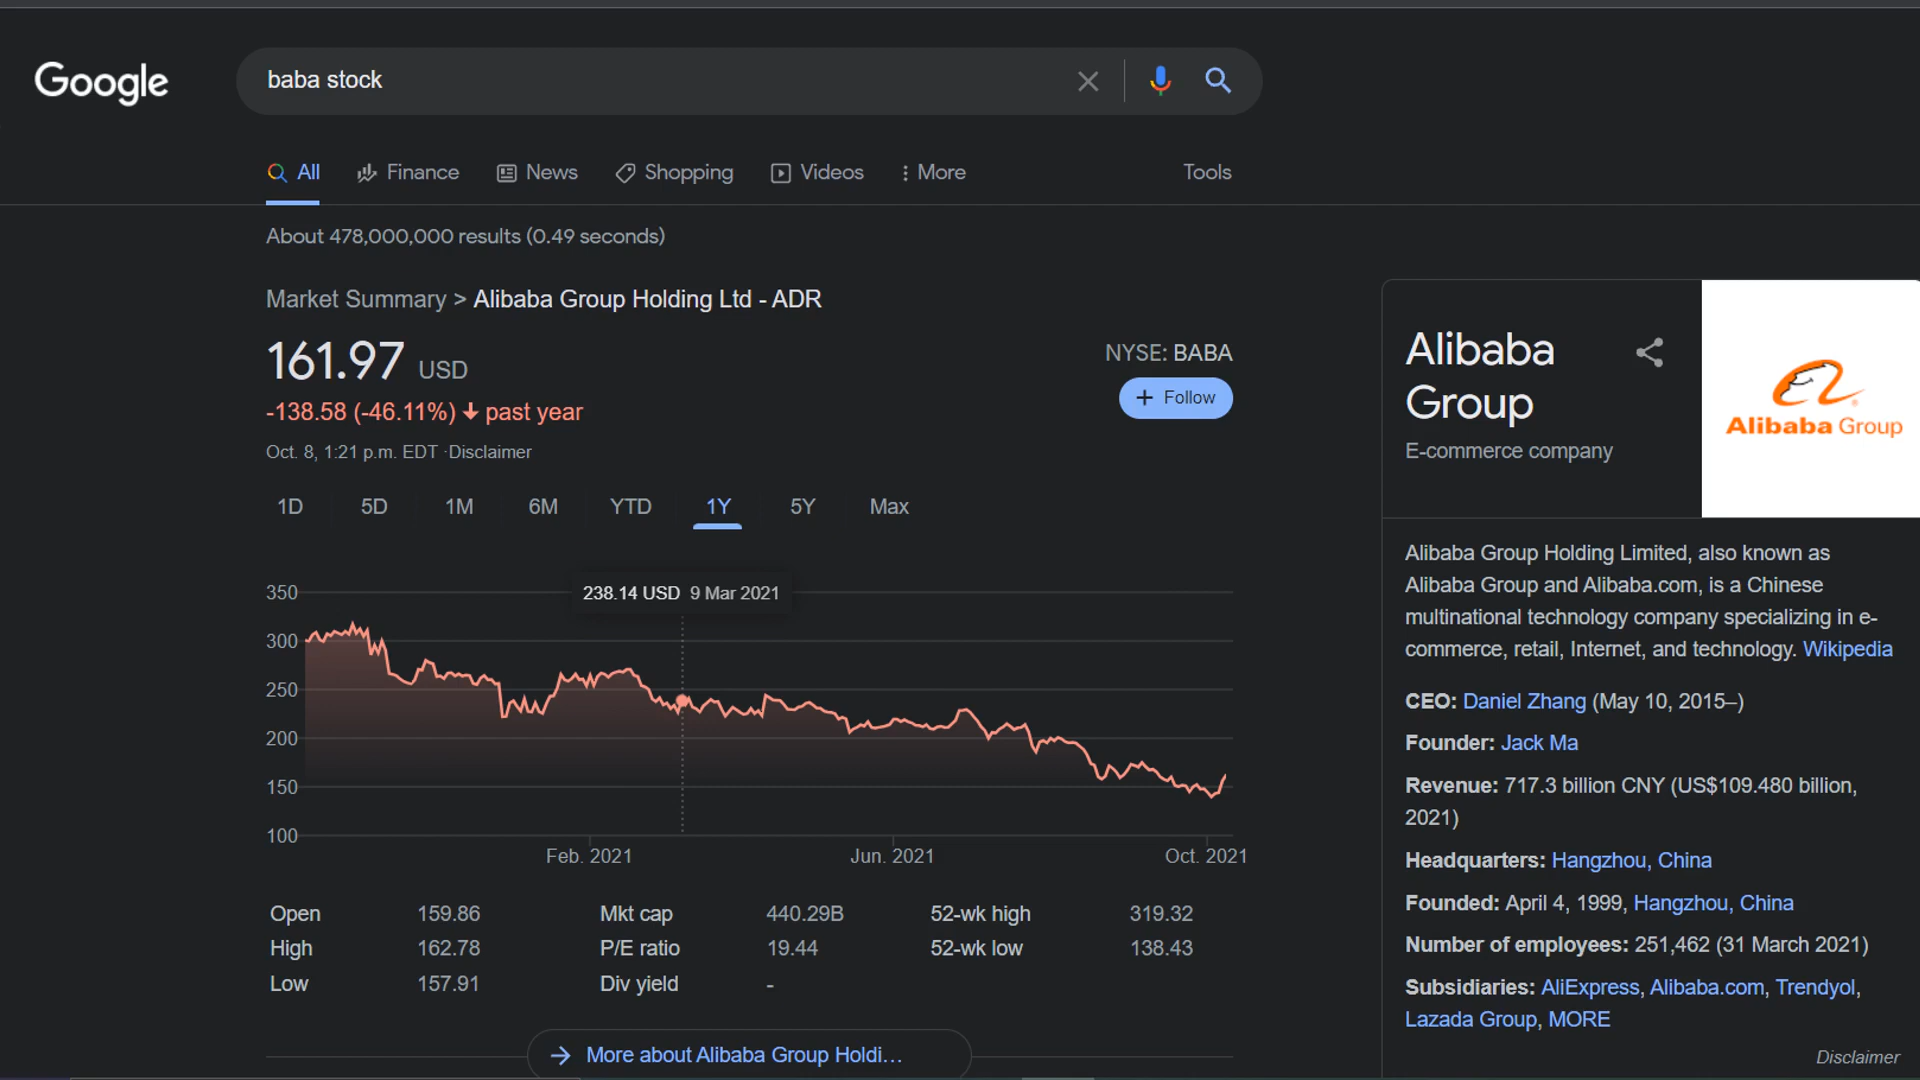 Google
baba stock
All Finance News Shopping Videos More Tools
About 478,000,000 results (0.49 seconds)
Market Summary > Alibaba Group Holding Ltd - ADR
161.97 USD
-138.58 (-46.11%) ↓ past year
Oct. 8, 1:21 p.m. EDT ·Disclaimer
NYSE: BABA
+ Follow
1D 5D 1M 6M YTD 1Y 5Y Max
238.14 USD 9 Mar 2021
350
300
250
200
150
100
Feb. 2021 Jun. 2021 Oct. 2021
Open 159.86 Mkt cap 440.29B 52-wk high 319.32
High 162.78 P/E ratio 19.44 52-wk low 138.43
Low 157.91 Div yield -
→ More about Alibaba Group Holdi…
Alibaba
Group
E-commerce company
Alibaba Group
Alibaba Group Holding Limited, also known as
Alibaba Group and Alibaba.com, is a Chinese
multinational technology company specializing in e-
commerce, retail, Internet, and technology. Wikipedia
CEO: Daniel Zhang (May 10, 2015–)
Founder: Jack Ma
Revenue: 717.3 billion CNY (US$109.480 billion,
2021)
Headquarters: Hangzhou, China
Founded: April 4, 1999, Hangzhou, China
Number of employees: 251,462 (31 March 2021)
Subsidiaries: AliExpress, Alibaba.com, Trendyol,
Lazada Group, MORE
Disclaimer